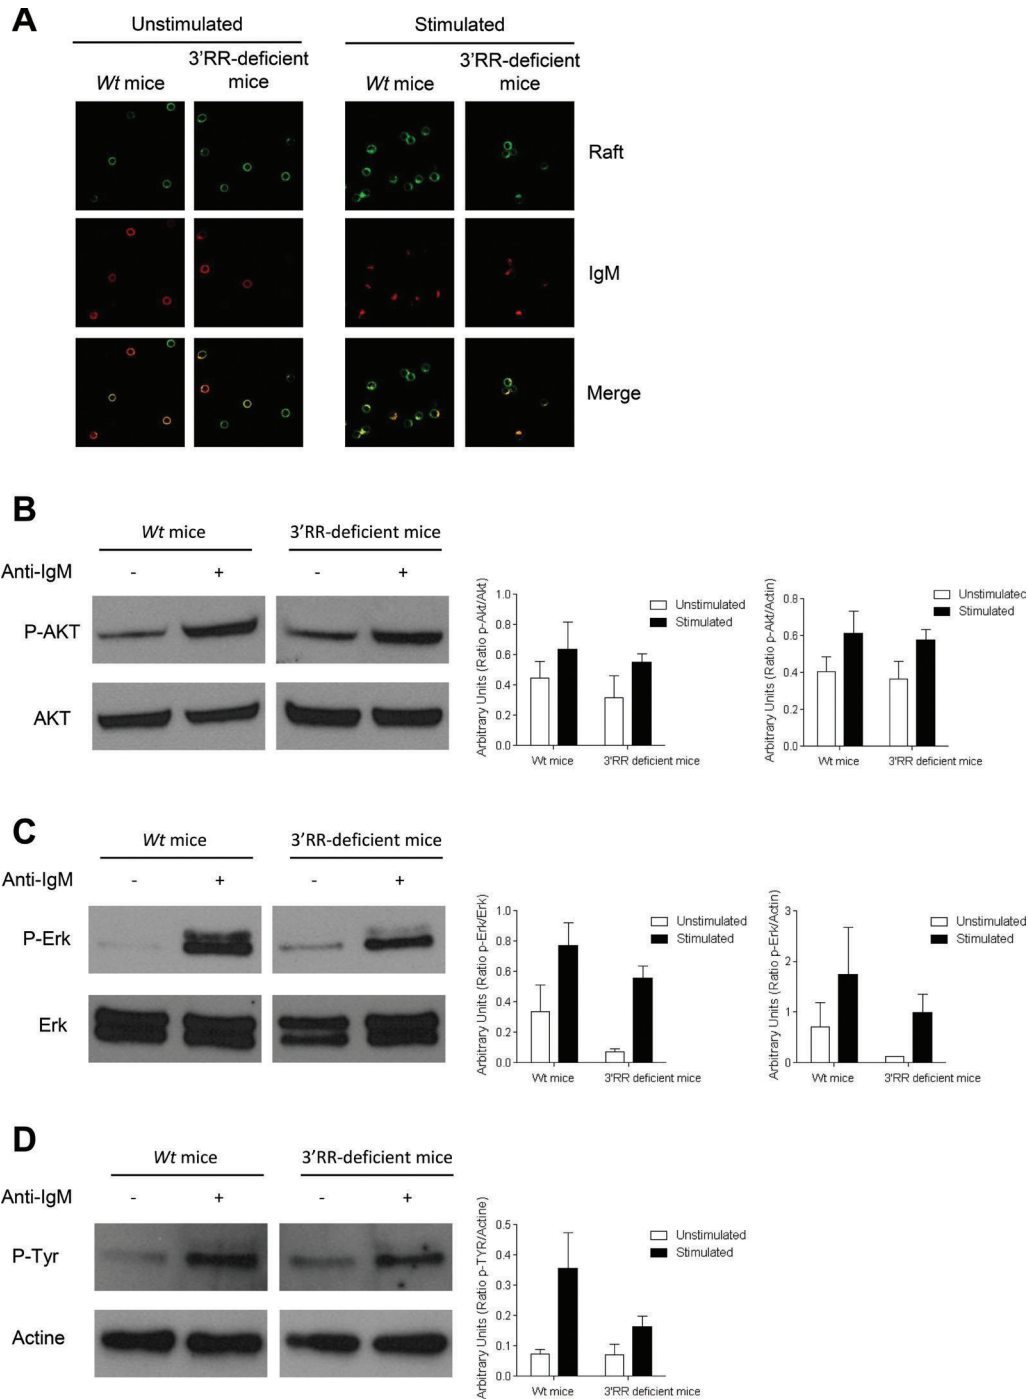 A
Unstimulated
Stimulated
Wt mice
3'RR-deficient
mice
Wt mice
3'RR-deficient
mice
Raft
IgM
Merge
B
Wt mice
3'RR-deficient mice
Anti-IgM
- + - +
P-AKT
AKT
Arbitrary Units (Ratio p-Akt/Akt)
1.0
0.8
0.6
0.4
0.2
0.0
Unstimulated
Stimulated
Wt mice
3'RR deficient mice
Arbitrary Units (Ratio p-Akt/Actin)
0.8
0.6
0.4
0.2
0.0
Unstimulated
Stimulated
Wt mice
3'RR deficient mice
C
Wt mice
3'RR-deficient mice
Anti-IgM
- + - +
P-Erk
Erk
Arbitrary Units (Ratio p-Erk/Erk)
1.0
0.8
0.6
0.4
0.2
0.0
Unstimulated
Stimulated
Wt mice
3'RR deficient mice
Arbitrary Units (Ratio p-Erk/Actin)
3
2
1
0
Unstimulated
Stimulated
Wt mice
3'RR deficient mice
D
Wt mice
3'RR-deficient mice
Anti-IgM
- + - +
P-Tyr
Actine
Arbitrary Units (Ratio p-TYR/Actine)
0.5
0.4
0.3
0.2
0.1
0.0
Unstimulated
Stimulated
Wt mice
3'RR deficient mice